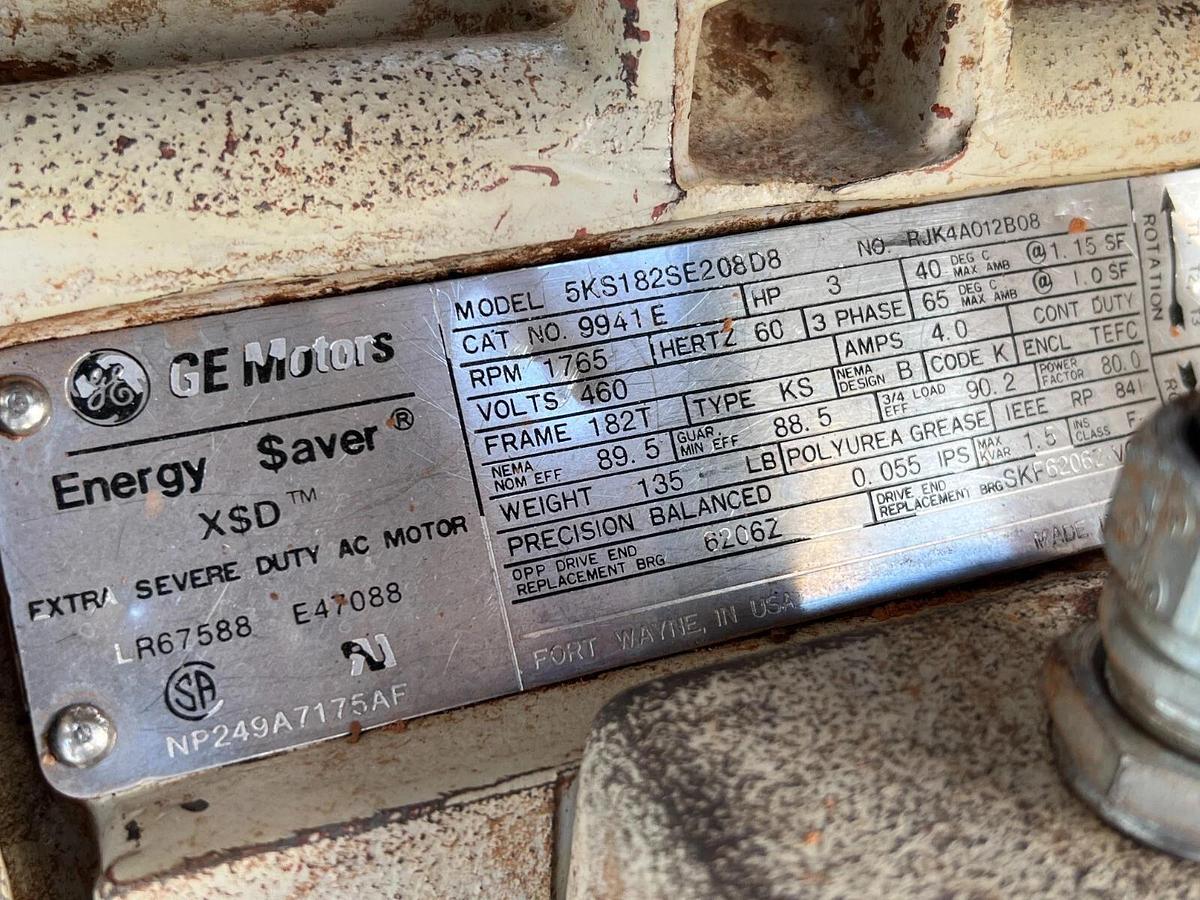 GE
GE Motors
Energy $aver®
X$D™
EXTRA SEVERE DUTY AC MOTOR
LR67588 E47088
SA
NP249A7175AF
MODEL 5KS182SE208D8 NO. RJK4A012B08
CAT NO. 9941E HP 3 40 DEG C MAX AMB @ 1.15 SF
RPM 1765 HERTZ 60 3 PHASE 65 DEG C MAX AMB @ 1.0 SF
VOLTS 460 AMPS 4.0 CONT DUTY
FRAME 182T TYPE KS NEMA DESIGN B CODE K ENCL TEFC
NEMA NOM EFF 89.5 GUAR. MIN EFF 88.5 3/4 LOAD EFF 90.2 POWER FACTOR 80.0
WEIGHT 135 LB POLYUREA GREASE IEEE RP 841
PRECISION BALANCED 0.055 IPS MAX KVAR 1.5 INS CLASS F
OPP DRIVE END REPLACEMENT BRG 6206Z DRIVE END REPLACEMENT BRG
FORT WAYNE, IN USA MADE
ROTATION